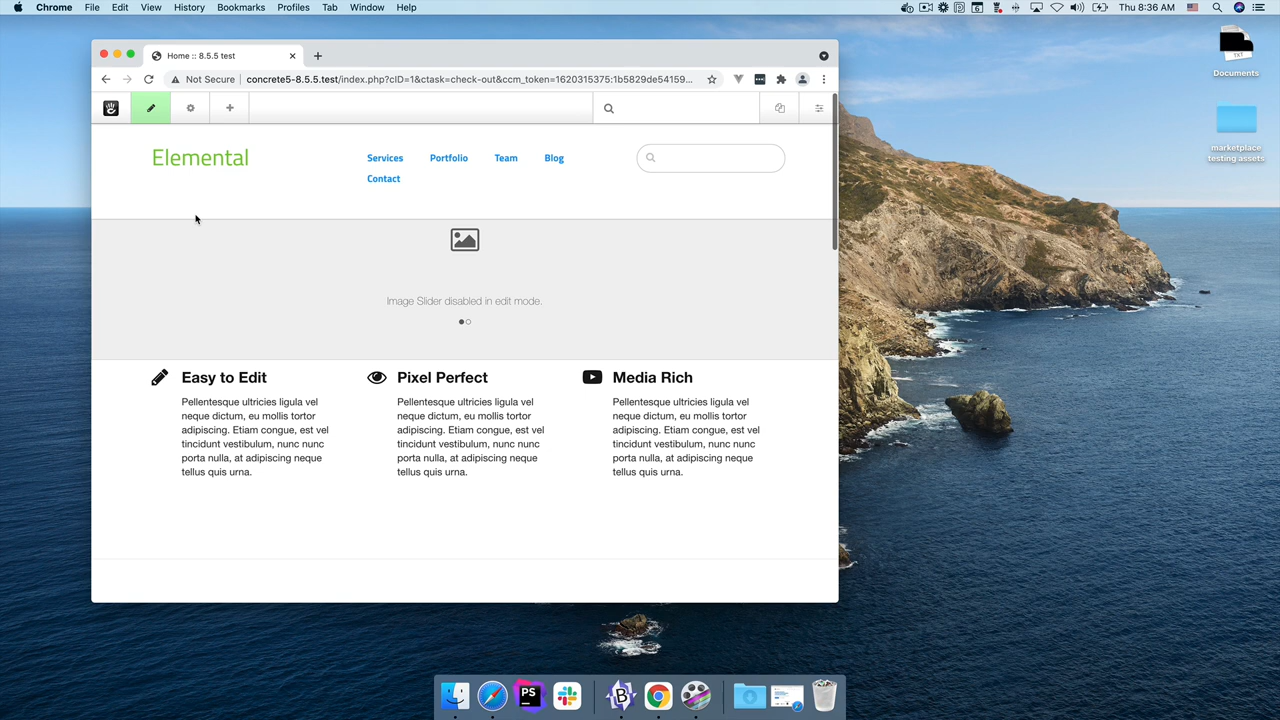 Chrome File Edit View History Bookmarks Profiles Tab Window Help
6
Thu 8:36 AM
TXT
Documents
marketplace
testing assets
Home :: 8.5.5 test
Not Secure
concrete5-8.5.5.test/index.php?cID=1&ctask=check-out&ccm_token=1620315375:1b5829de54159...
Elemental
Services Portfolio Team Blog
Contact
Image Slider disabled in edit mode.
Easy to Edit
Pellentesque ultricies ligula vel
neque dictum, eu mollis tortor
adipiscing. Etiam congue, est vel
tincidunt vestibulum, nunc nunc
porta nulla, at adipiscing neque
tellus quis urna.
Pixel Perfect
Pellentesque ultricies ligula vel
neque dictum, eu mollis tortor
adipiscing. Etiam congue, est vel
tincidunt vestibulum, nunc nunc
porta nulla, at adipiscing neque
tellus quis urna.
Media Rich
Pellentesque ultricies ligula vel
neque dictum, eu mollis tortor
adipiscing. Etiam congue, est vel
tincidunt vestibulum, nunc nunc
porta nulla, at adipiscing neque
tellus quis urna.
PS
B